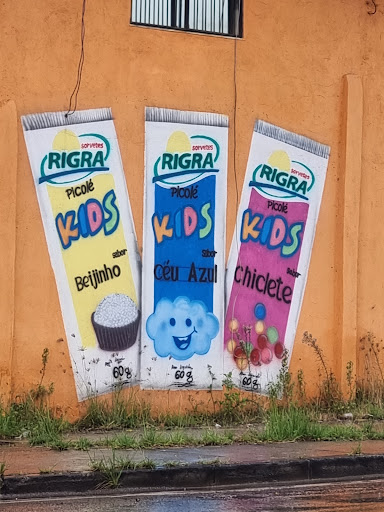 sorvetes
RIGRA
Picolé
KIDS
sabor
Beijinho
60g
sorvetes
RIGRA
Picolé
KIDS
sabor
Céu Azul
60g
sorvetes
RIGRA
Picolé
KIDS
sabor
Chiclete
60g